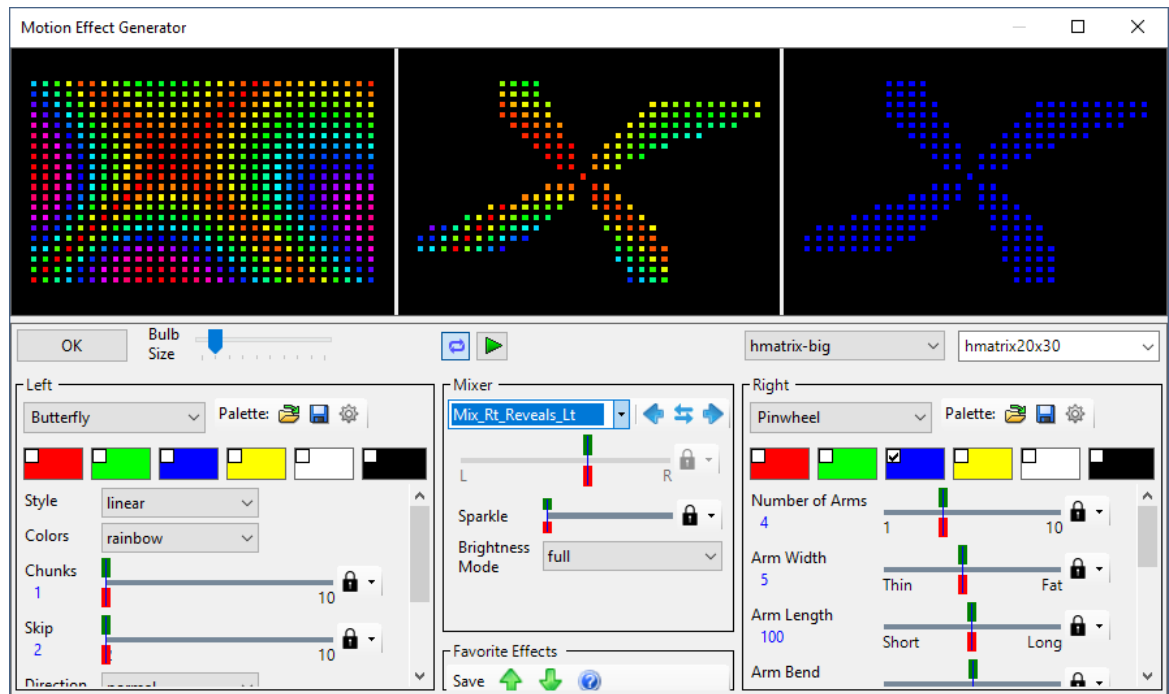 Motion Effect Generator
OK
Bulb
Size
hmatrix-big
hmatrix20x30
Left
Butterfly
Palette:
Style
linear
Colors
rainbow
Chunks
1
10
Skip
2
10
Direction
normal
Mixer
Mix_Rt_Reveals_Lt
L
R
Sparkle
Brightness
Mode
full
Favorite Effects
Save
Right
Pinwheel
Palette:
Number of Arms
4
1
10
Arm Width
5
Thin
Fat
Arm Length
100
Short
Long
Arm Bend